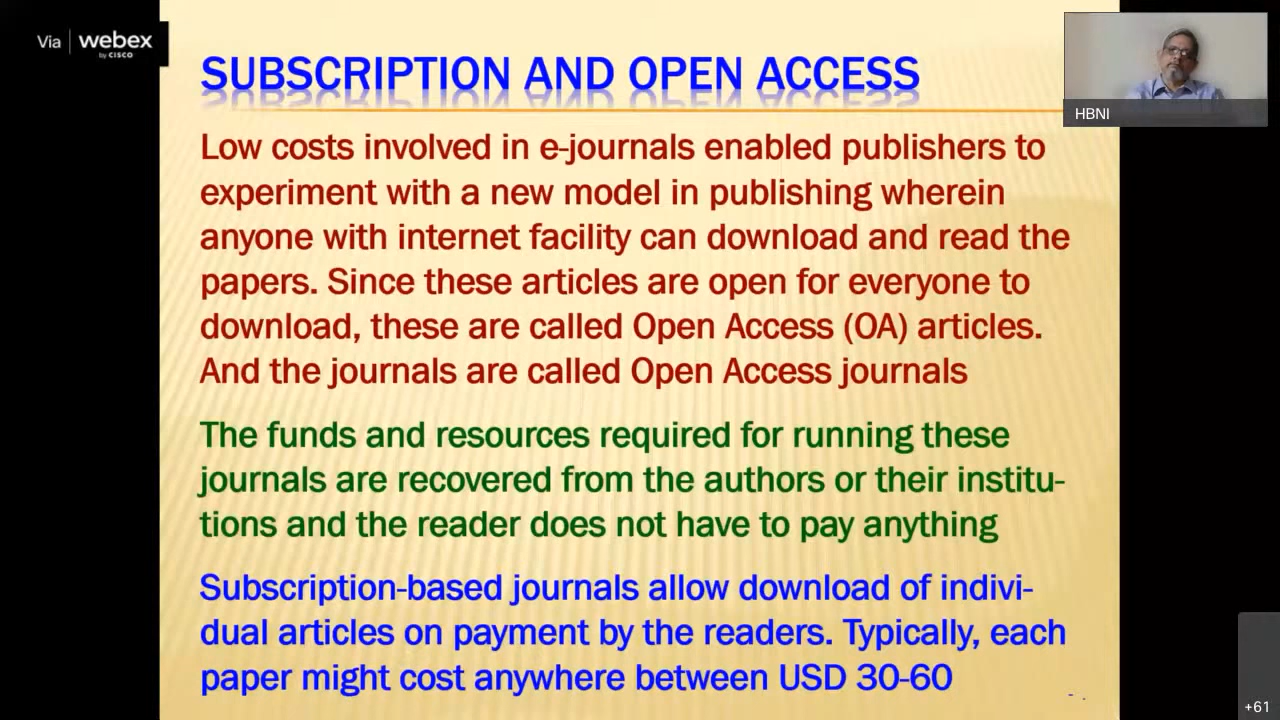 Via webex
by CISCO
SUBSCRIPTION AND OPEN ACCESS
HBNI
Low costs involved in e-journals enabled publishers to
experiment with a new model in publishing wherein
anyone with internet facility can download and read the
papers. Since these articles are open for everyone to
download, these are called Open Access (OA) articles.
And the journals are called Open Access journals
The funds and resources required for running these
journals are recovered from the authors or their institu-
tions and the reader does not have to pay anything
Subscription-based journals allow download of indivi-
dual articles on payment by the readers. Typically, each
paper might cost anywhere between USD 30-60
+61